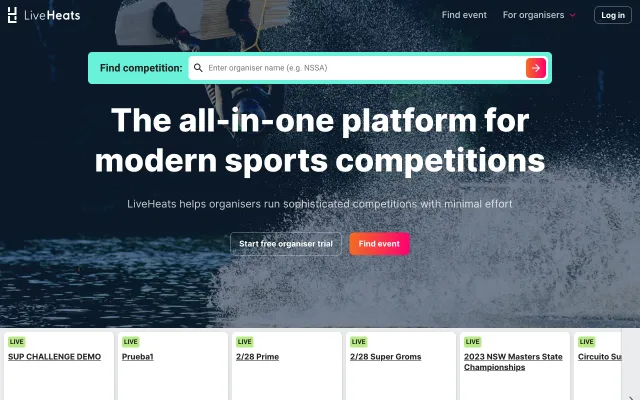 LiveHeats
Find event
For organisers
Log in
Find competition:
Enter organiser name (e.g. NSSA)
The all-in-one platform for
modern sports competitions
LiveHeats helps organisers run sophisticated competitions with minimal effort
Start free organiser trial
Find event
LIVE
SUP CHALLENGE DEMO
LIVE
Prueba1
LIVE
2/28 Prime
LIVE
2/28 Super Groms
LIVE
2023 NSW Masters State
Championships
LIVE
Circuito Su